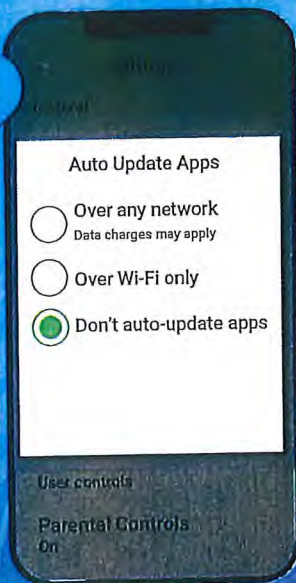 Auto Update Apps
Over any network
Data charges may apply
Over Wi-Fi only
Don't auto-update apps
User controls
Parental Controls
On